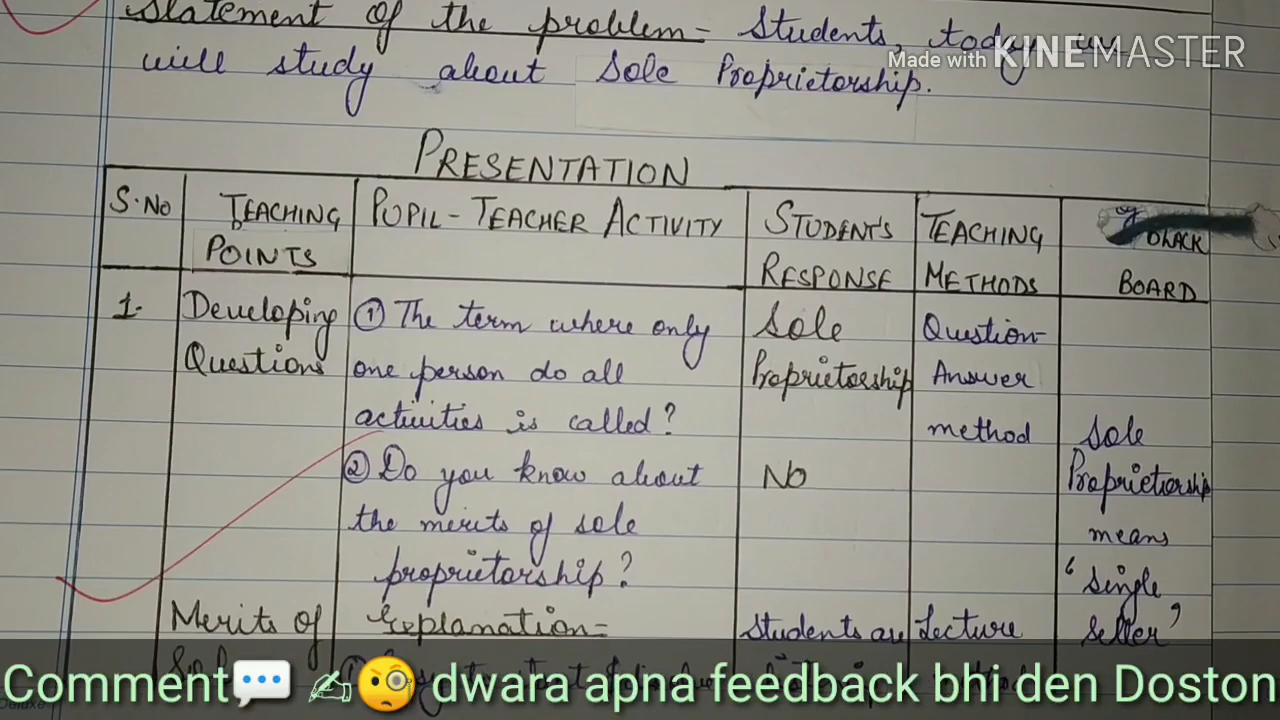 Statement of the problem- Students, today we
will study about Sole Proprietorship.
Made with KINEMASTER
PRESENTATION
S.No
TEACHING
POINTS
PUPIL-TEACHER ACTIVITY
STUDENT'S
RESPONSE
TEACHING
METHODS
BLACK
BOARD
1.
Developing
Questions
① The term where only
one person do all
activities is called?
② Do you know about
the merits of sole
proprietorship?
Sole
Proprietorship
No
Question-
Answer
method
Sole
Proprietorship
means
'Single
Seller'
Merits of
Explanation=
Students are
Lecture
Comment💬 ✍🧐 dwara apna feedback bhi den Doston